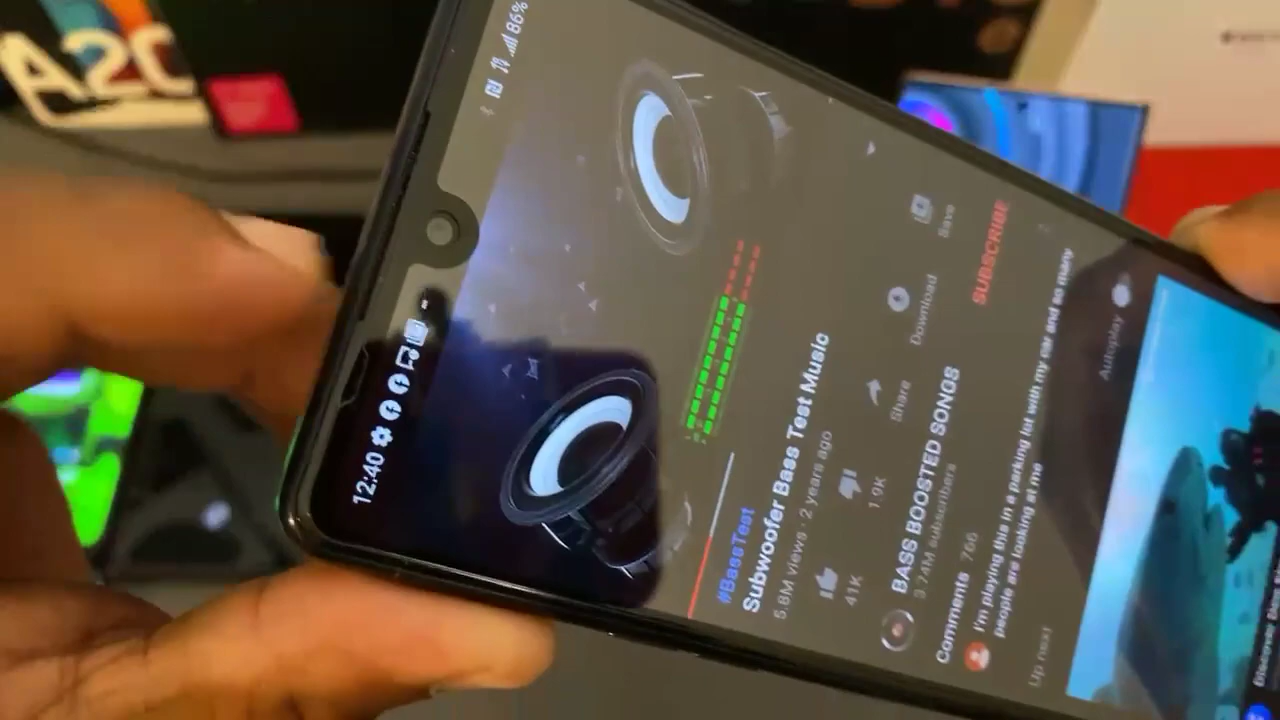 A20
12:40
86%
#BassTest
Subwoofer Bass Test Music
5.8M views · 2 years ago
41K
1.9K
Share
Download
Save
BASS BOOSTED SONGS
3.74M subscribers
SUBSCRIBE
Comments 766
I'm playing this in a parking lot with my car and so many
people are looking at me
Up next
Autoplay